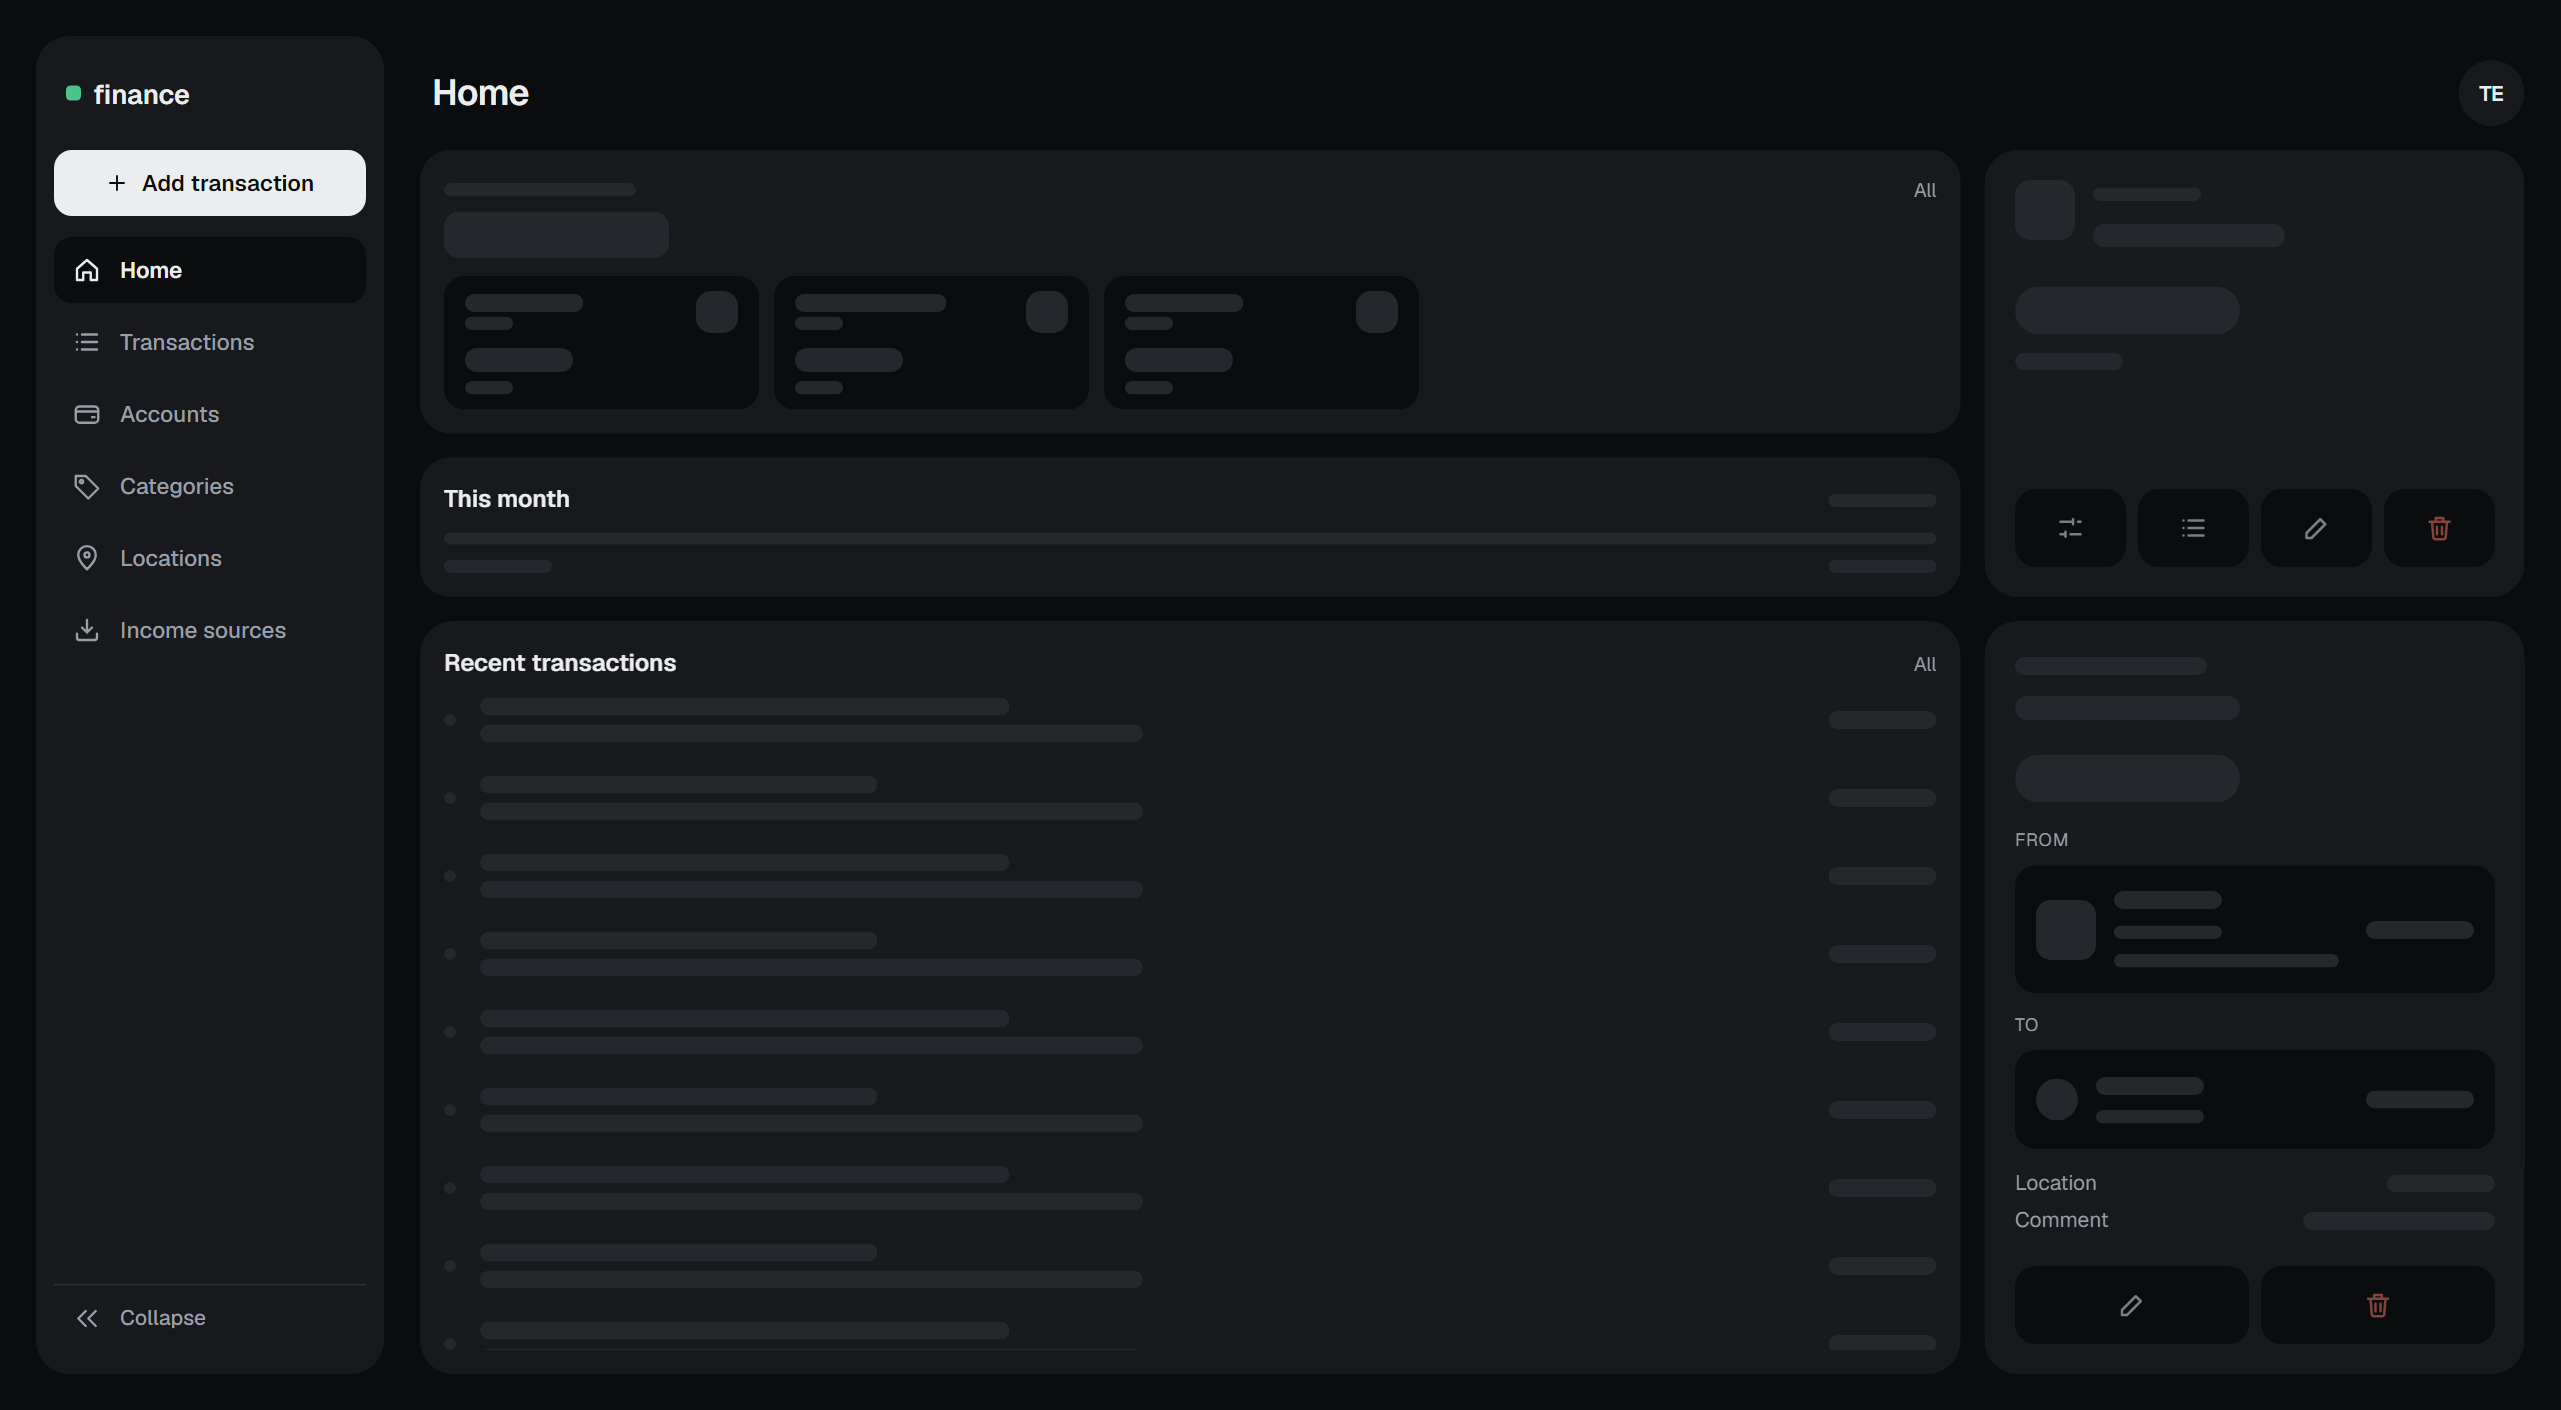 finance
Add transaction
Home
Transactions
Accounts
Categories
Locations
Income sources
Collapse
Home
TE
All
This month
Recent transactions
All
FROM
TO
Location
Comment